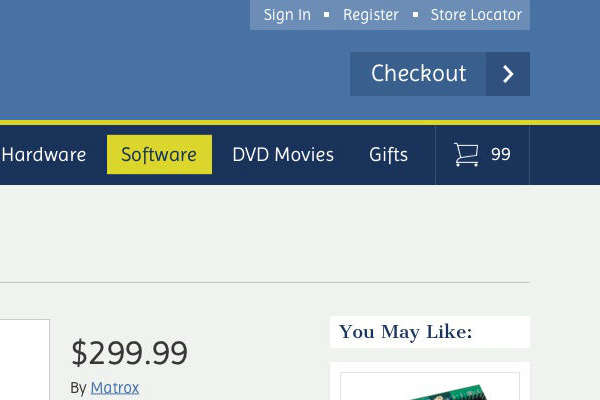 Sign In ▪ Register ▪ Store Locator
Checkout
Hardware Software DVD Movies Gifts 99
$299.99
You May Like:
By Matrox